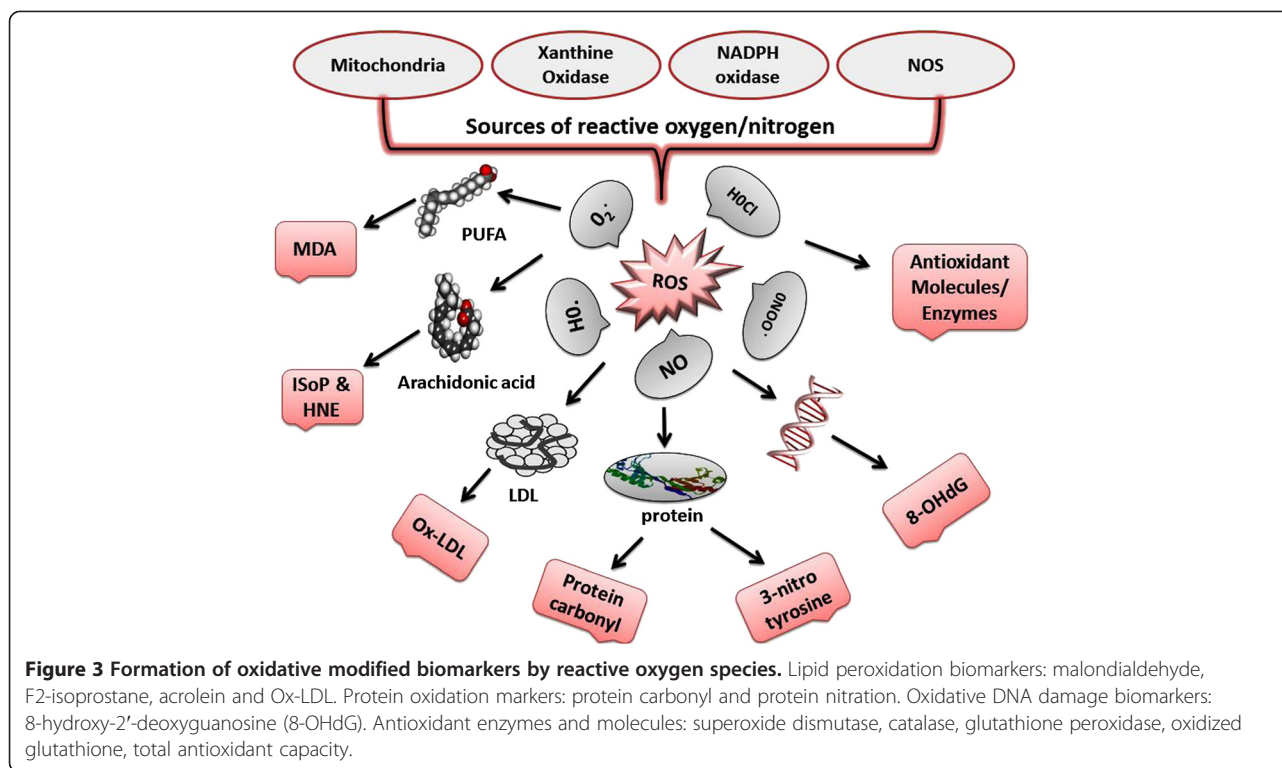 Mitochondria
Xanthine
Oxidase
NADPH
oxidase
NOS
Sources of reactive oxygen/nitrogen
O₂·
H0Cl
PUFA
MDA
ROS
Antioxidant
Molecules/
Enzymes
H0·
ONOO·
NO
Arachidonic acid
ISoP &
HNE
LDL
protein
8-OHdG
Ox-LDL
Protein
carbonyl
3-nitro
tyrosine
Figure 3 Formation of oxidative modified biomarkers by reactive oxygen species. Lipid peroxidation biomarkers: malondialdehyde,
F2-isoprostane, acrolein and Ox-LDL. Protein oxidation markers: protein carbonyl and protein nitration. Oxidative DNA damage biomarkers:
8-hydroxy-2′-deoxyguanosine (8-OHdG). Antioxidant enzymes and molecules: superoxide dismutase, catalase, glutathione peroxidase, oxidized
glutathione, total antioxidant capacity.